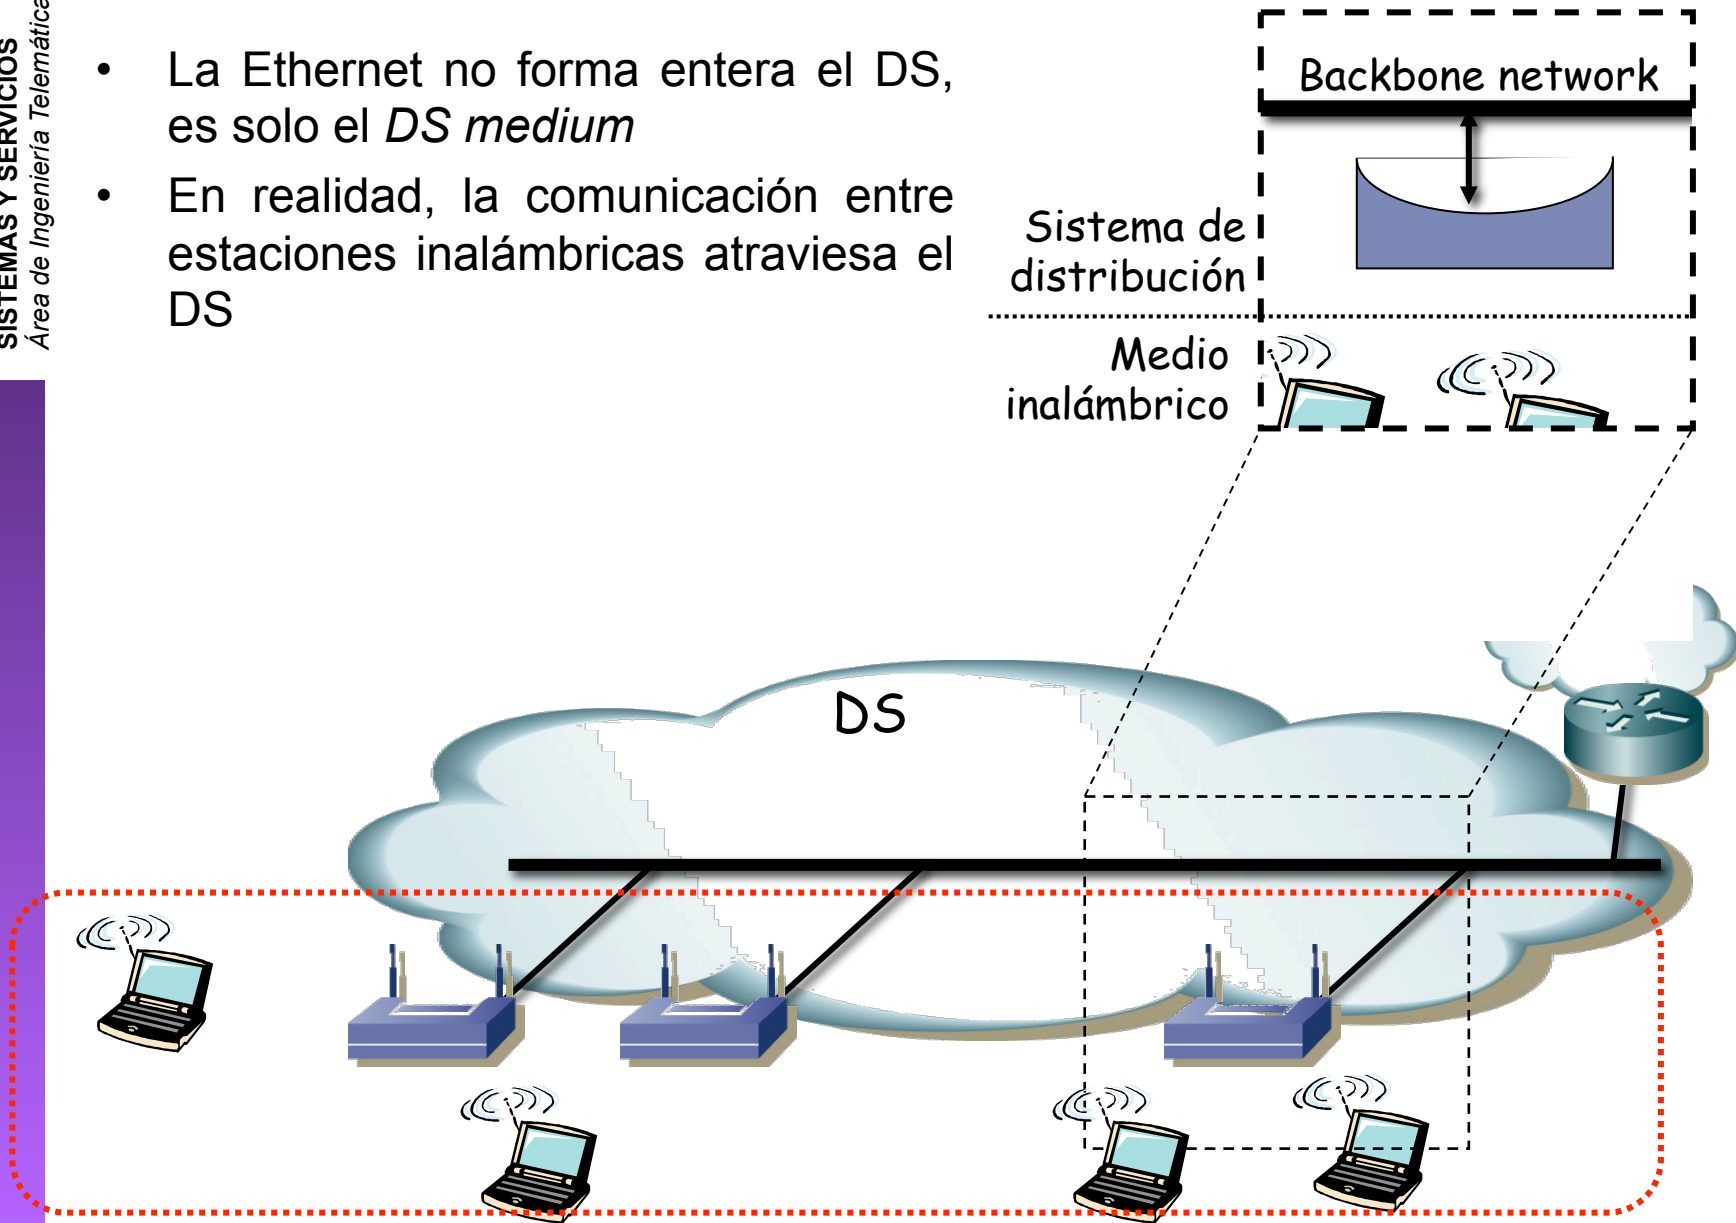 SISTEMAS Y SERVICIOS
Área de Ingeniería Telemática
• La Ethernet no forma entera el DS,
es solo el DS medium
• En realidad, la comunicación entre
estaciones inalámbricas atraviesa el
DS
Backbone network
Sistema de
distribución
Medio
inalámbrico
DS